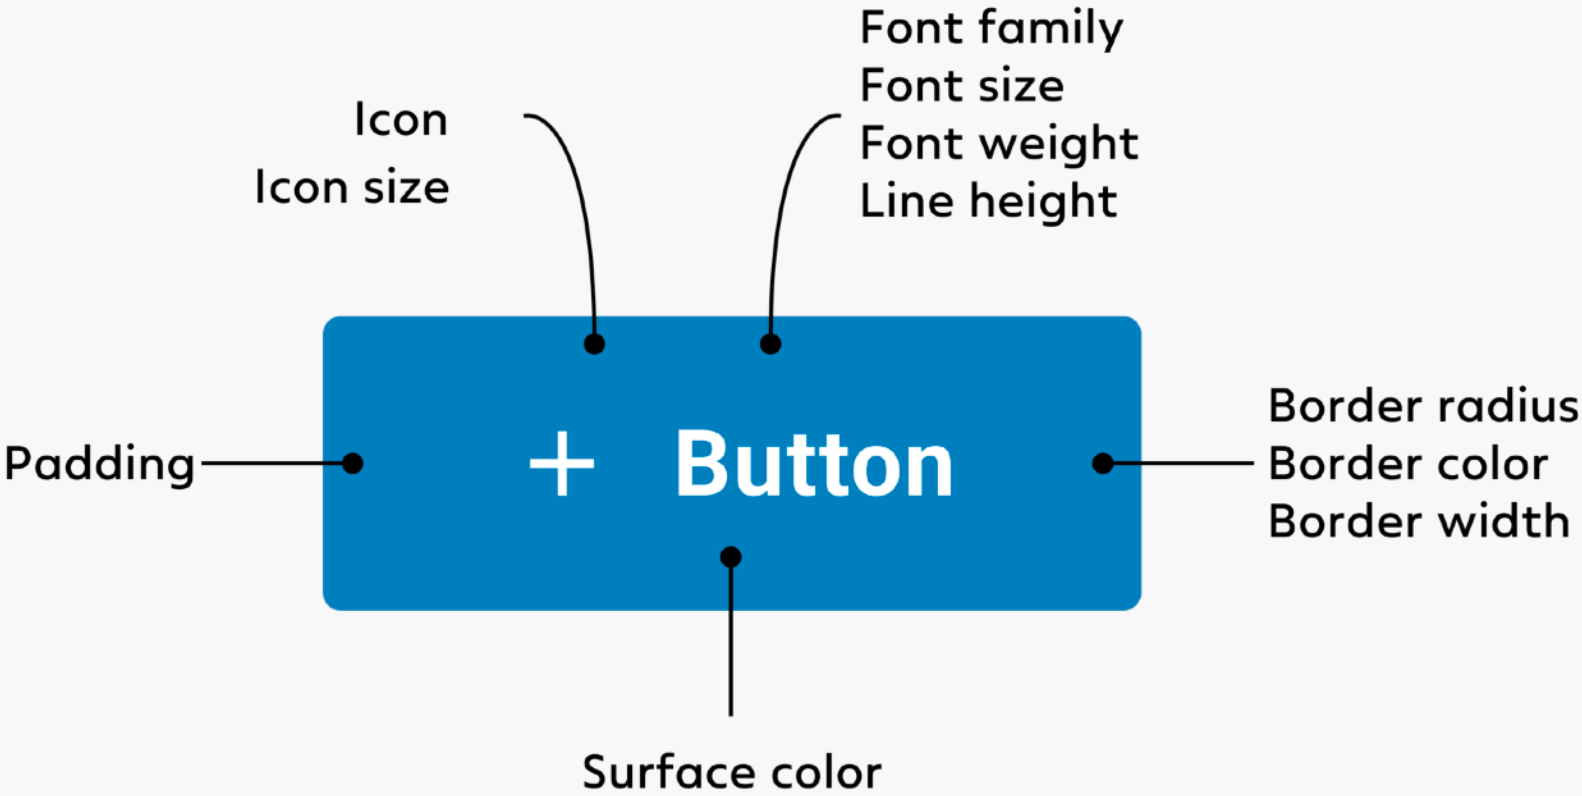 Font family
Font size
Font weight
Line height
Icon
Icon size
Padding
+ Button
Border radius
Border color
Border width
Surface color